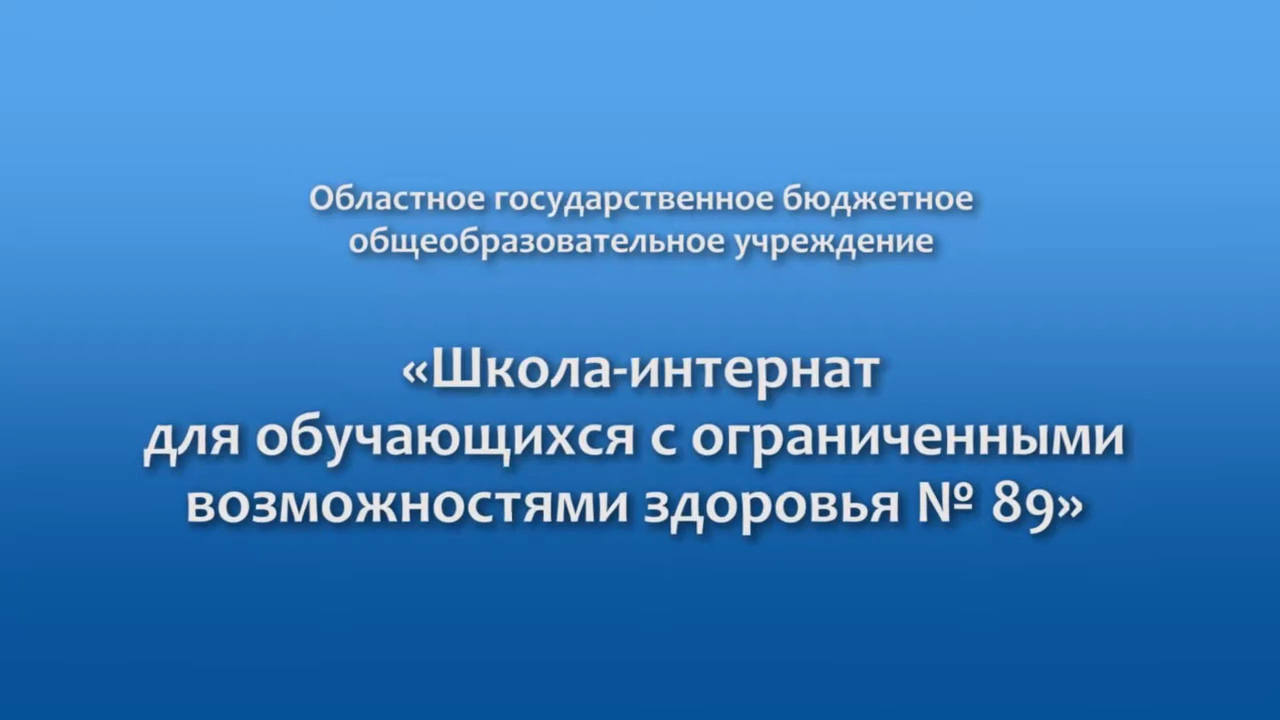 Областное государственное бюджетное
общеобразовательное учреждение
«Школа-интернат
для обучающихся с ограниченными
возможностями здоровья № 89»